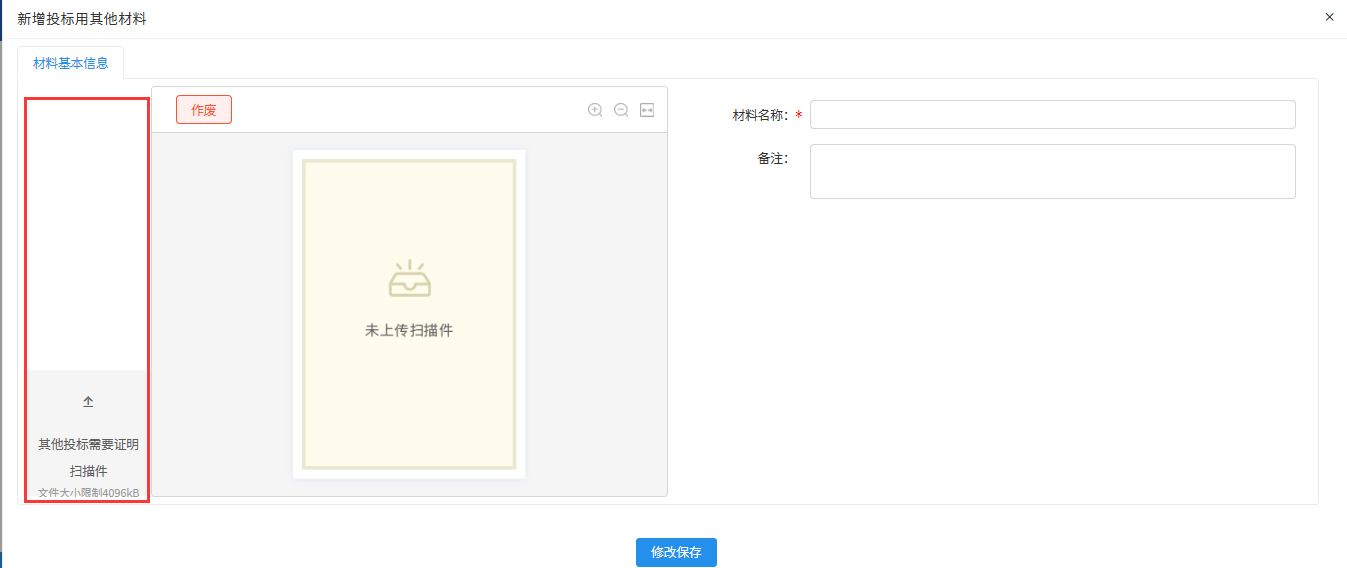 新增投标用其他材料
材料基本信息
作废
未上传扫描件
其他投标需要证明
扫描件
文件大小限制4096kB
材料名称：*
备注：
修改保存